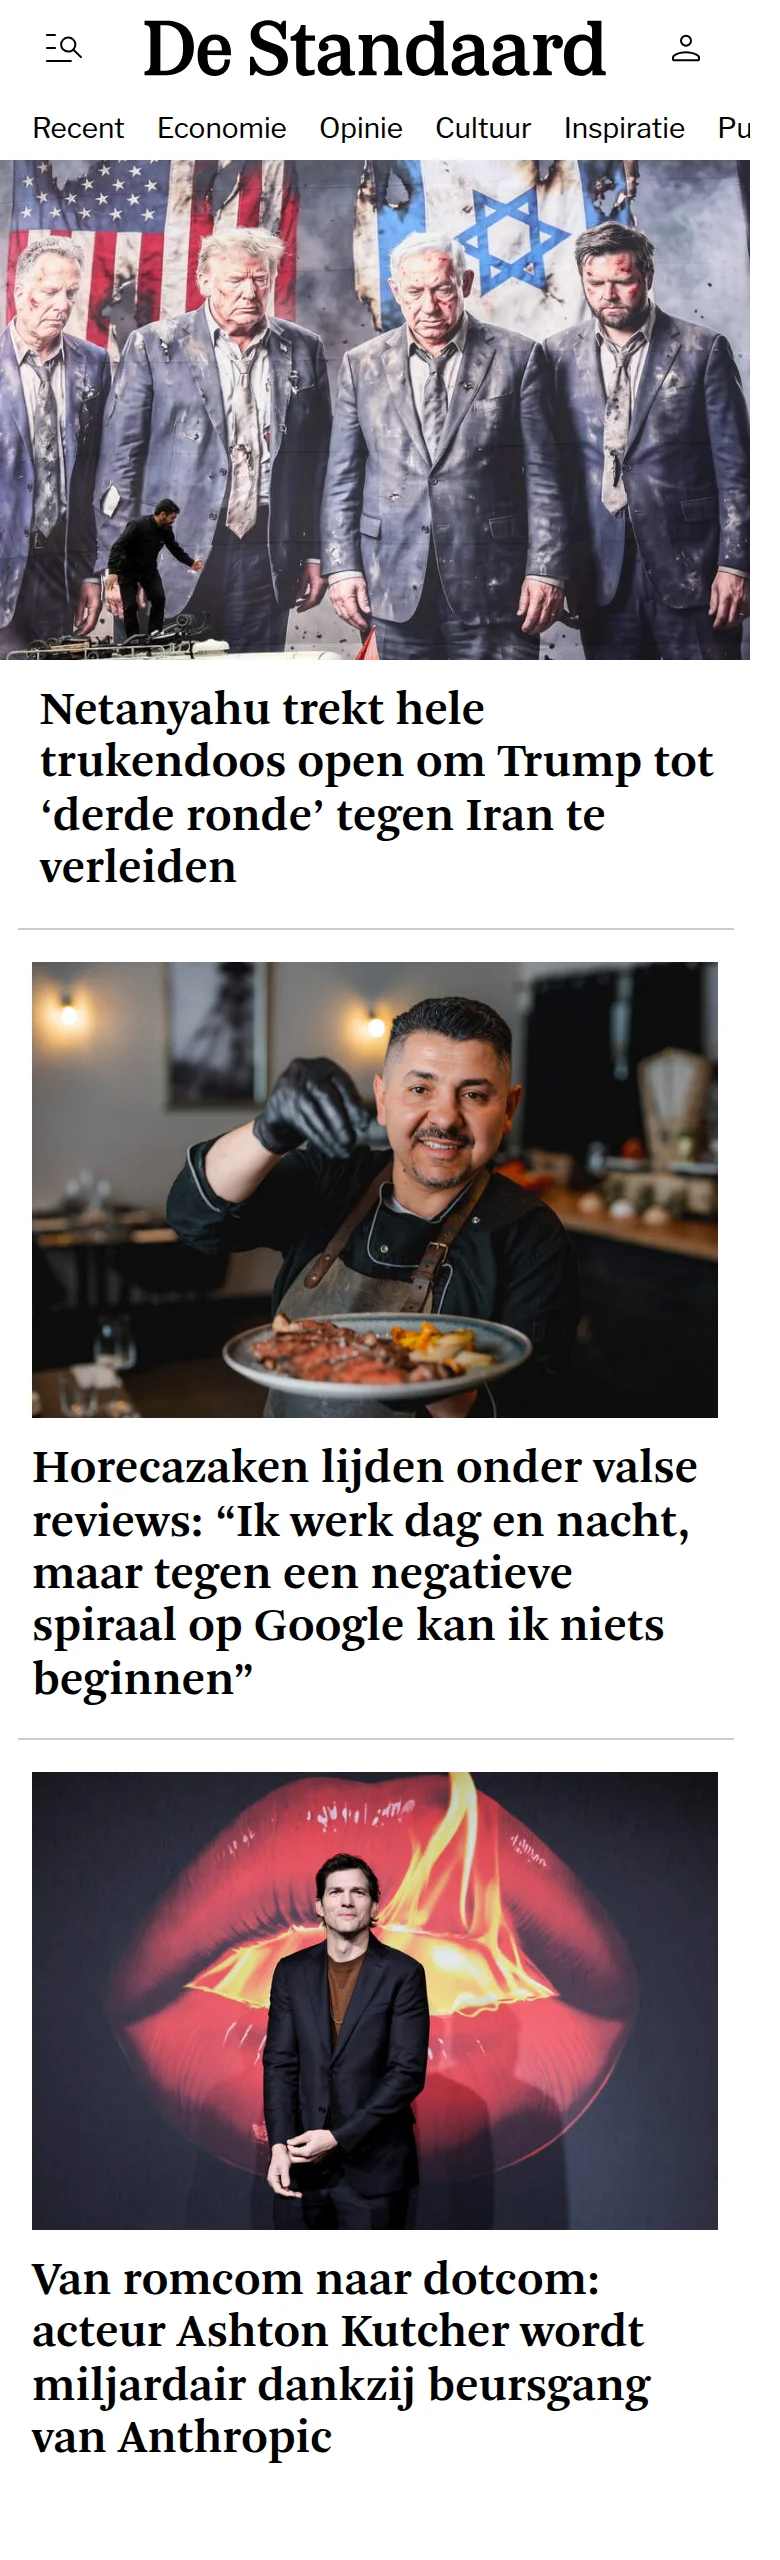 De Standaard
Recent Economie Opinie Cultuur Inspiratie Pu
Netanyahu trekt hele
trukendoos open om Trump tot
‘derde ronde’ tegen Iran te
verleiden
Horecazaken lijden onder valse
reviews: “Ik werk dag en nacht,
maar tegen een negatieve
spiraal op Google kan ik niets
beginnen”
Van romcom naar dotcom:
acteur Ashton Kutcher wordt
miljardair dankzij beursgang
van Anthropic